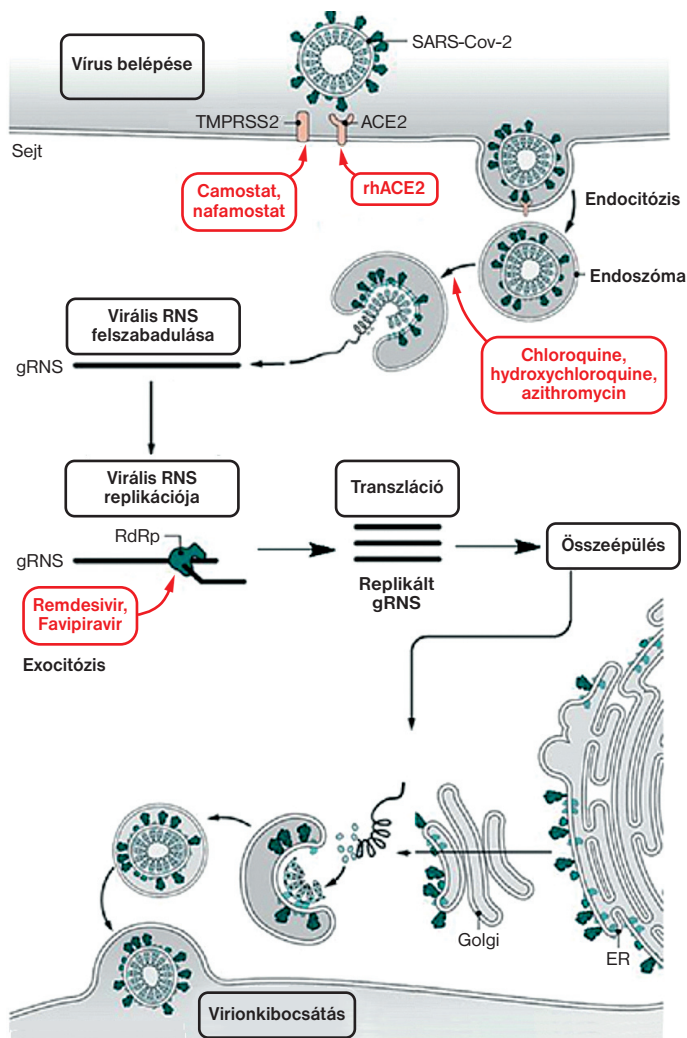 SARS-Cov-2
Vírus belépése
TMPRSS2
ACE2
Sejt
Camostat,
nafamostat
rhACE2
Endocitózis
Endoszóma
Virális RNS
felszabadulása
gRNS
Chloroquine,
hydroxychloroquine,
azithromycin
Virális RNS
replikációja
Transzláció
RdRp
gRNS
Összeépülés
Replikált
gRNS
Remdesivir,
Favipiravir
Exocitózis
Golgi
ER
Virionkibocsátás